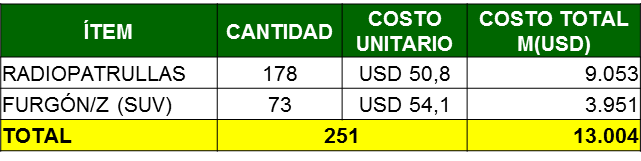 ÍTEM CANTIDAD COSTO UNITARIO COSTO TOTAL M(USD)
RADIOPATRULLAS 178 USD 50,8 9.053
FURGÓN/Z (SUV) 73 USD 54,1 3.951
TOTAL 251 13.004